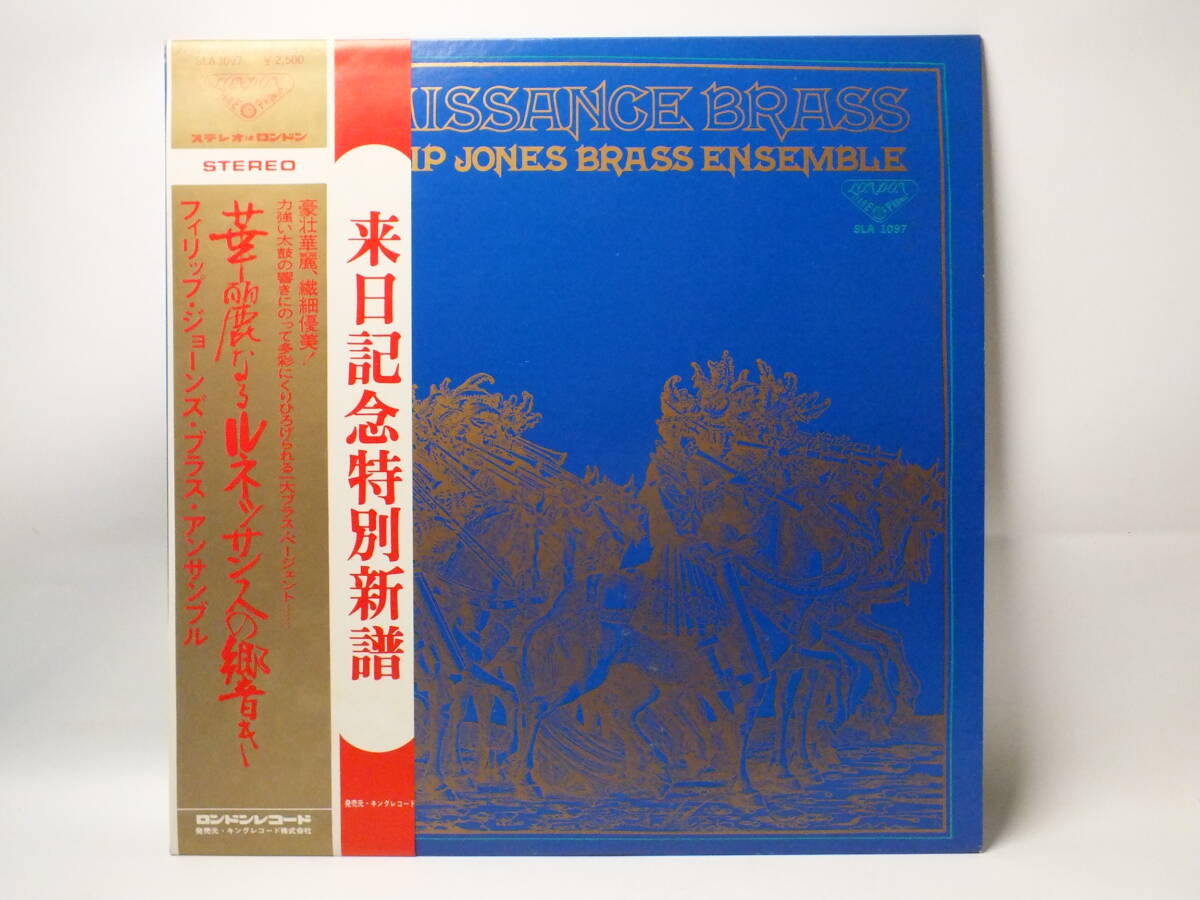 SLA 1097 ¥2,500
LONDON
ステレオはロンドン
STEREO
豪壮華麗、繊細優美!
力強い太鼓の響きにのって多彩にくりひろげられる一大ブラス・ページェント……
華麗なるルネッサンスの響き
フィリップ・ジョーンズ・ブラス・アンサンブル
ロンドンレコード
発売元・キングレコード株式会社
来日記念特別新譜
発売元・キングレコード
AISSANCE BRASS
IP JONES BRASS ENSEMBLE
LONDON
SLA 1097